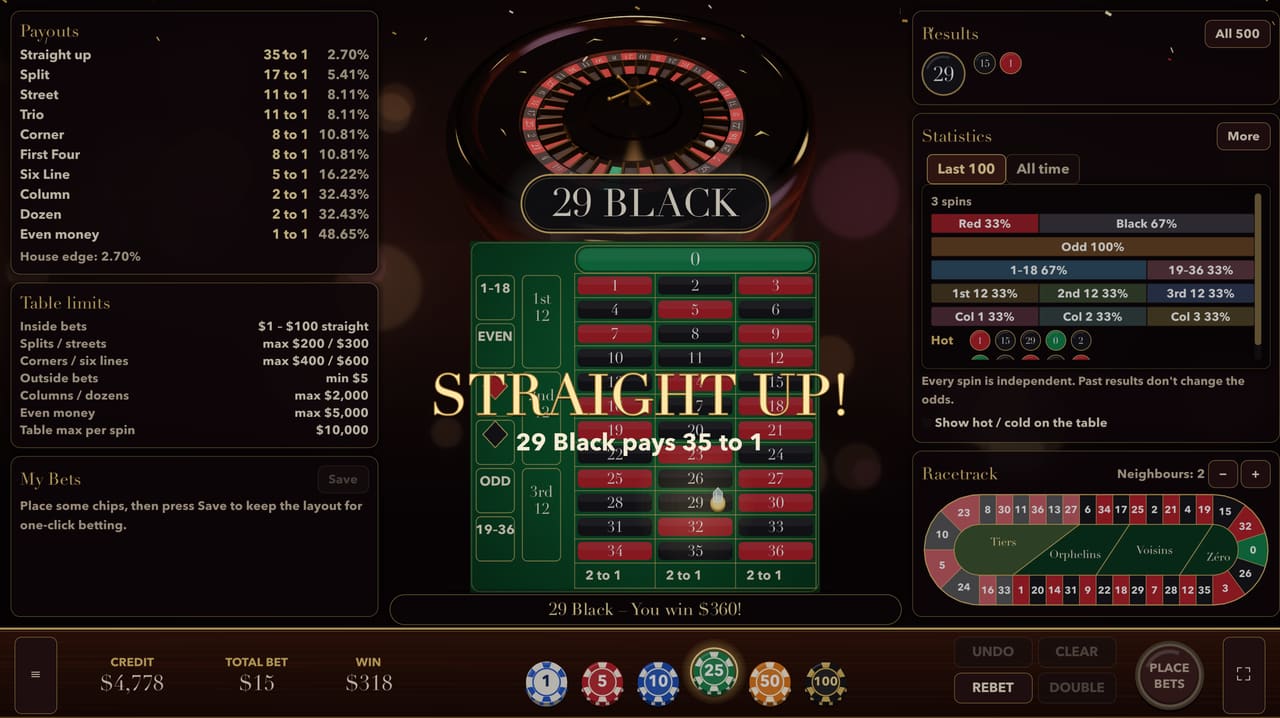 Payouts
Straight up 35 to 1 2.70%
Split 17 to 1 5.41%
Street 11 to 1 8.11%
Trio 11 to 1 8.11%
Corner 8 to 1 10.81%
First Four 8 to 1 10.81%
Six Line 5 to 1 16.22%
Column 2 to 1 32.43%
Dozen 2 to 1 32.43%
Even money 1 to 1 48.65%
House edge: 2.70%
Table limits
Inside bets $1 – $100 straight
Splits / streets max $200 / $300
Corners / six lines max $400 / $600
Outside bets min $5
Columns / dozens max $2,000
Even money max $5,000
Table max per spin $10,000
My Bets Save
Place some chips, then press Save to keep the layout for
one-click betting.
29 BLACK
0
1-18
1st
12
1 2 3
4 5 6
EVEN
7 8 9
10 11 12
STRAIGHT UP!
29 Black pays 35 to 1
15
18
19 20 21
22 23 24
ODD
3rd
12
25 26 27
28 29 30
19-36
31 32 33
34 35 36
2 to 1 2 to 1 2 to 1
29 Black – You win $360!
Results All 500
29 15 1
Statistics More
Last 100 All time
3 spins
Red 33% Black 67%
Odd 100%
1-18 67% 19-36 33%
1st 12 33% 2nd 12 33% 3rd 12 33%
Col 1 33% Col 2 33% Col 3 33%
Hot 1 15 29 0 2
Every spin is independent. Past results don't change the
odds.
Show hot / cold on the table
Racetrack Neighbours: 2 − +
23 8 30 11 36 13 27 6 34 17 25 2 21 4 19 15
10 32
Tiers Orphelins Voisins Zéro
5 0
26
24 16 33 1 20 14 31 9 22 18 29 7 28 12 35 3
CREDIT
$4,778
TOTAL BET
$15
WIN
$318
1 5 10 25 50 100
UNDO CLEAR
REBET DOUBLE
PLACE
BETS